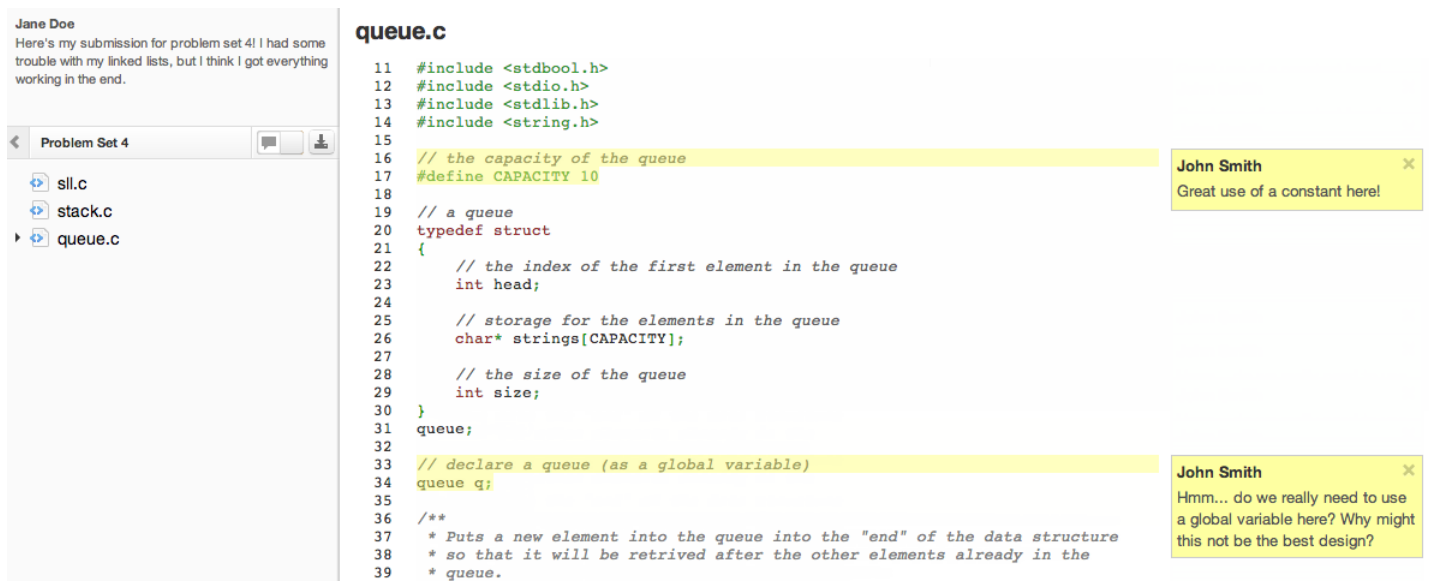 Jane Doe
Here's my submission for problem set 4! I had some
trouble with my linked lists, but I think I got everything
working in the end.
Problem Set 4
sll.c
stack.c
queue.c
queue.c
11 #include <stdbool.h>
12 #include <stdio.h>
13 #include <stdlib.h>
14 #include <string.h>
15
16 // the capacity of the queue
17 #define CAPACITY 10
18
19 // a queue
20 typedef struct
21 {
22     // the index of the first element in the queue
23     int head;
24
25     // storage for the elements in the queue
26     char* strings[CAPACITY];
27
28     // the size of the queue
29     int size;
30 }
31 queue;
32
33 // declare a queue (as a global variable)
34 queue q;
35
36 /**
37  * Puts a new element into the queue into the "end" of the data structure
38  * so that it will be retrived after the other elements already in the
39  * queue.
John Smith
Great use of a constant here!
John Smith
Hmm... do we really need to use
a global variable here? Why might
this not be the best design?